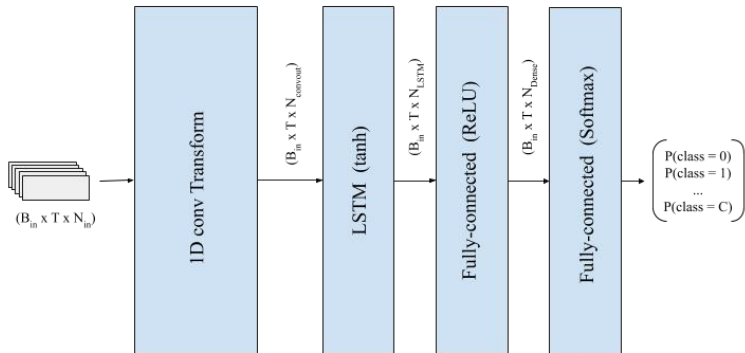 (B_in x T x N_in)
1D conv Transform
(B_in x T x N_convout)
LSTM (tanh)
(B_in x T x N_LSTM)
Fully-connected (ReLU)
(B_in x T x N_Dense)
Fully-connected (Softmax)
P(class = 0)
P(class = 1)
...
P(class = C)